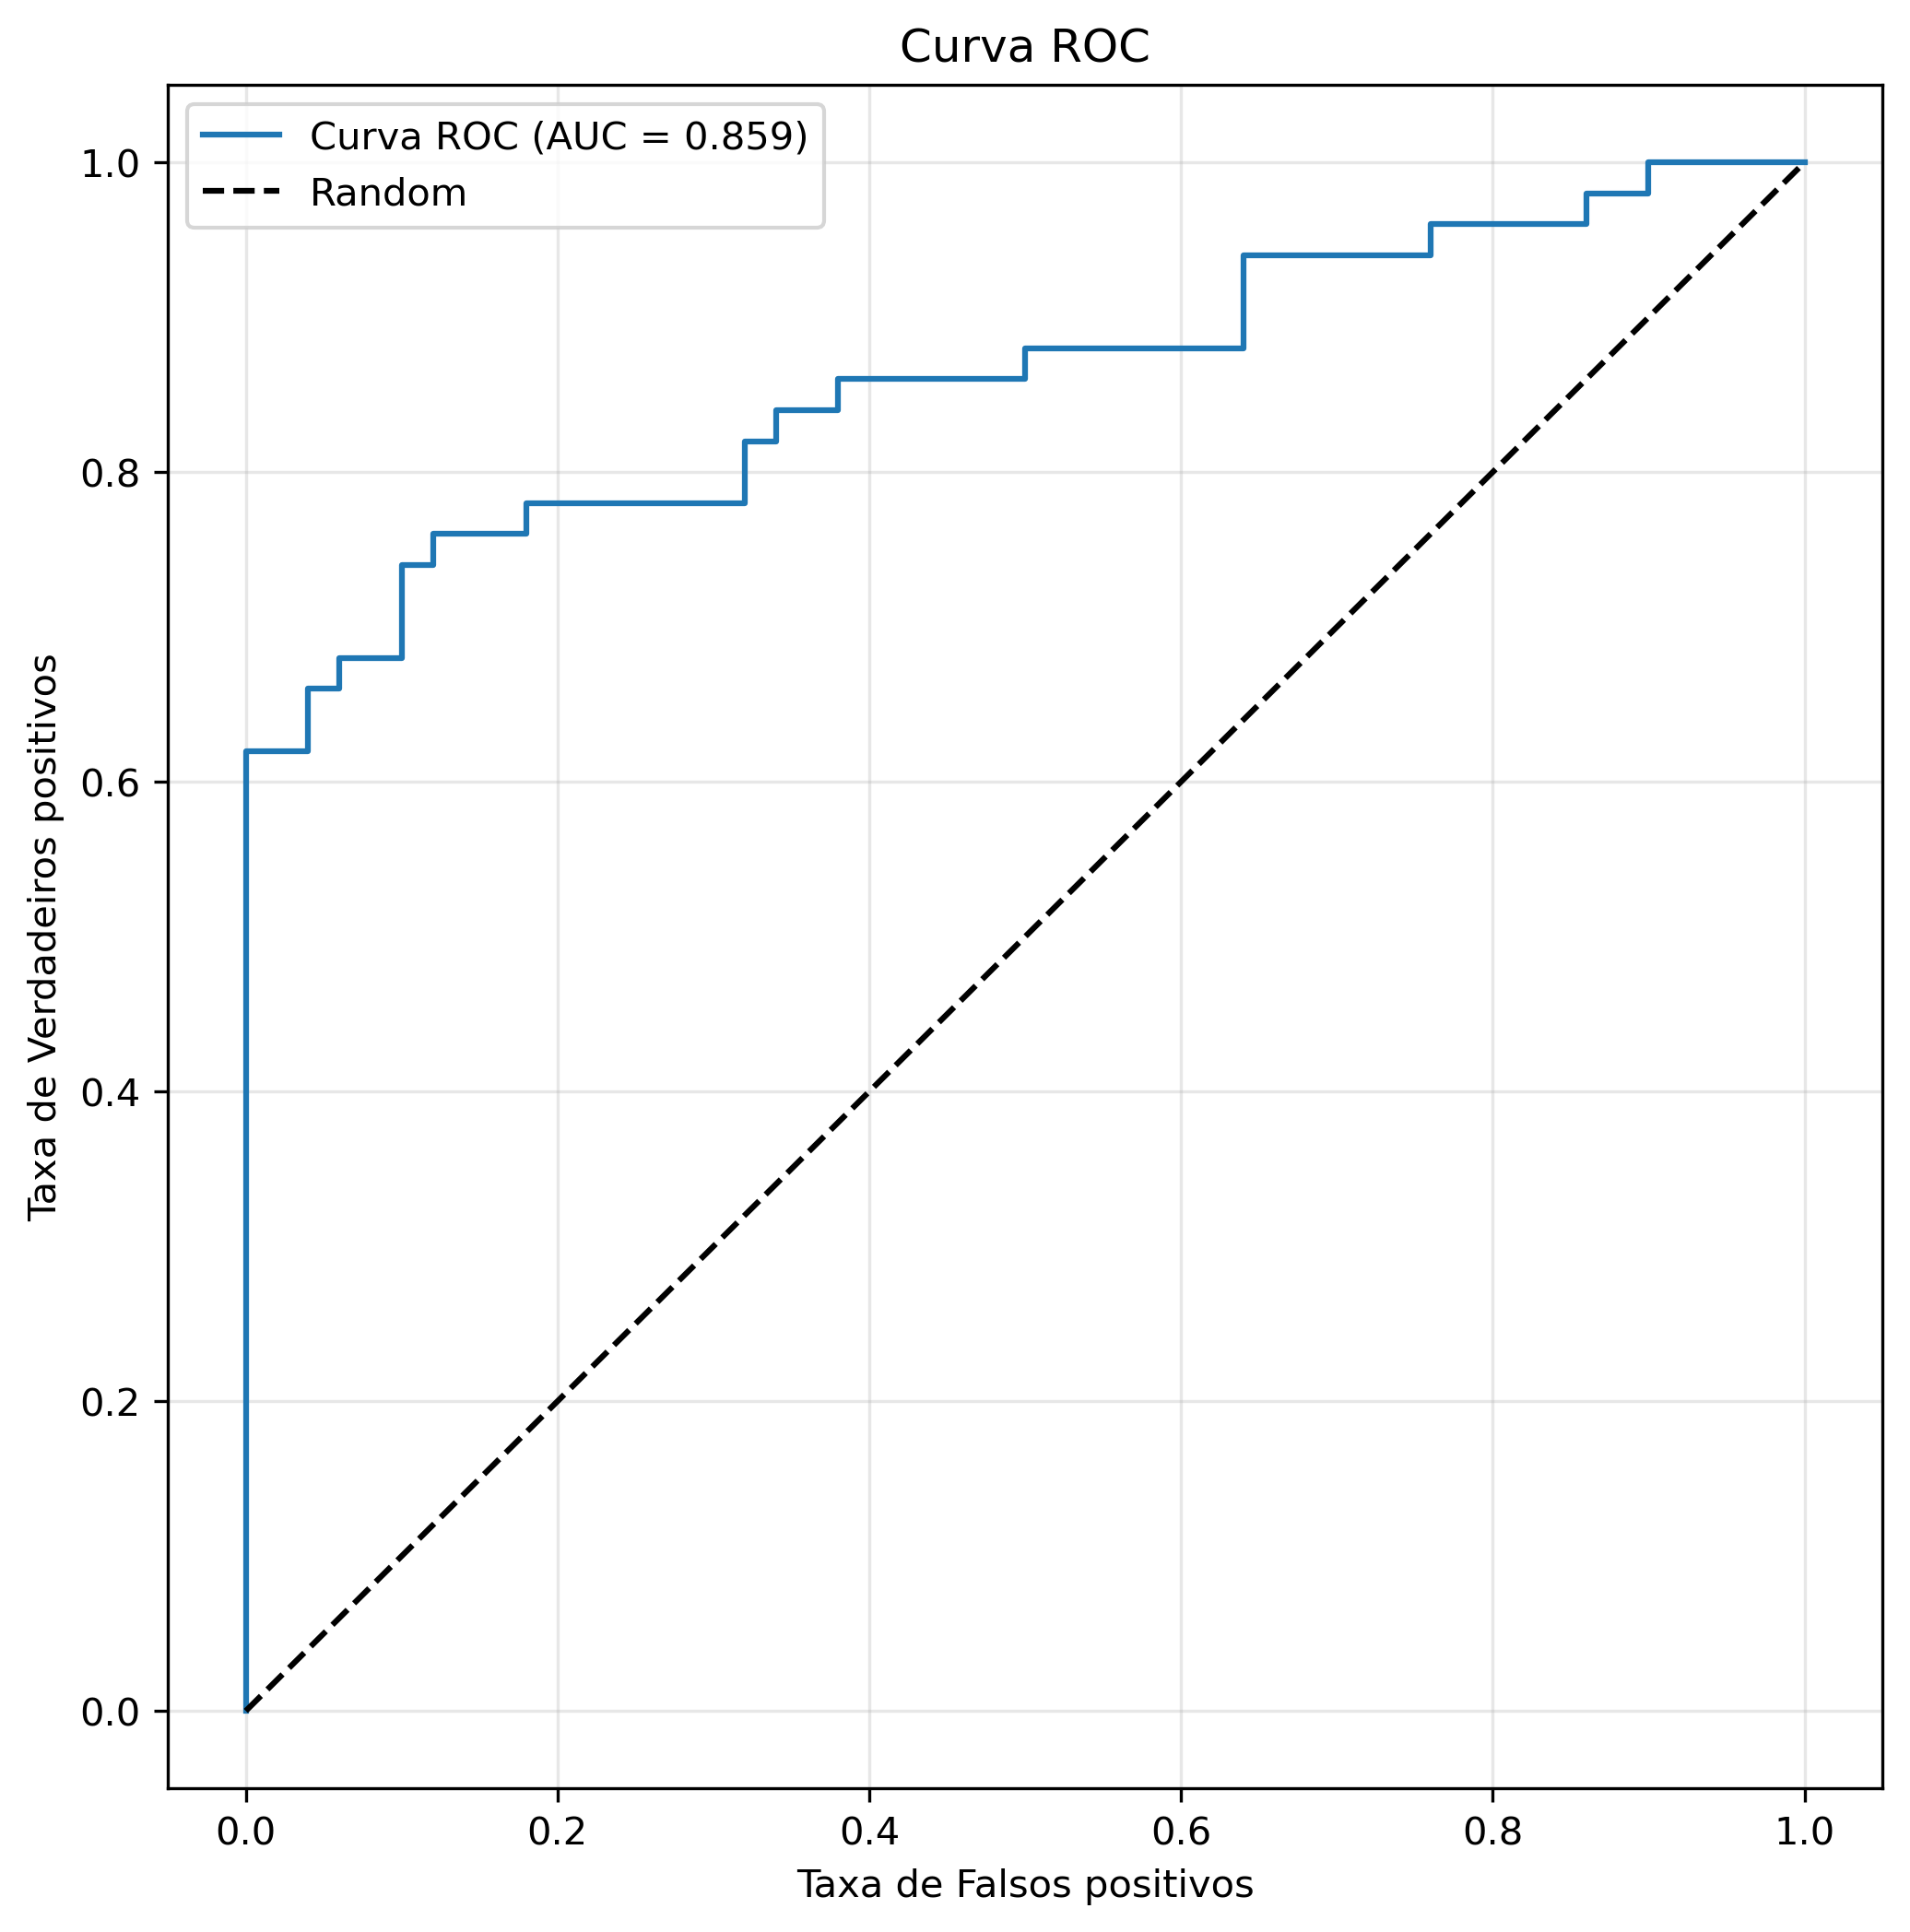 Curva ROC
Curva ROC (AUC = 0.859)
Random
1.0
0.8
0.6
0.4
0.2
0.0
Taxa de Verdadeiros positivos
0.0 0.2 0.4 0.6 0.8 1.0
Taxa de Falsos positivos